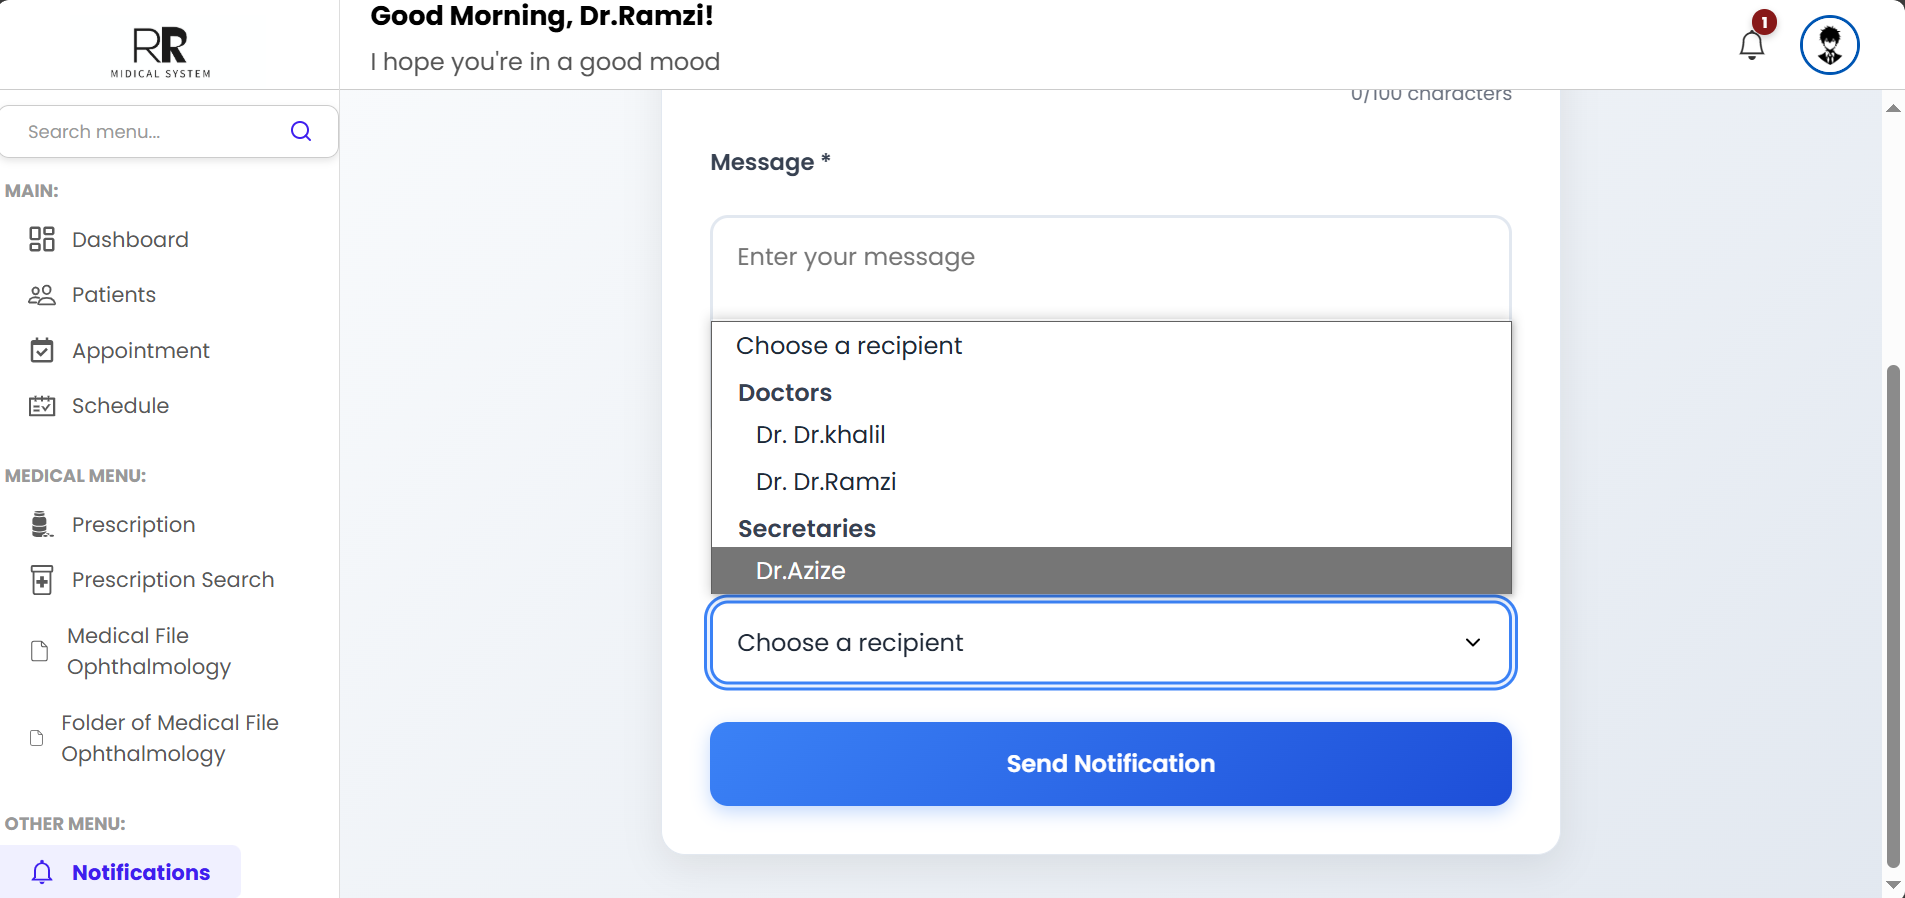 RR
MIDICAL SYSTEM
Good Morning, Dr.Ramzi!
I hope you're in a good mood
1
Search menu...
MAIN:
Dashboard
Patients
Appointment
Schedule
MEDICAL MENU:
Prescription
Prescription Search
Medical File
Ophthalmology
Folder of Medical File
Ophthalmology
OTHER MENU:
Notifications
0/100 characters
Message *
Enter your message
Choose a recipient
Doctors
Dr. Dr.khalil
Dr. Dr.Ramzi
Secretaries
Dr.Azize
Choose a recipient
Send Notification